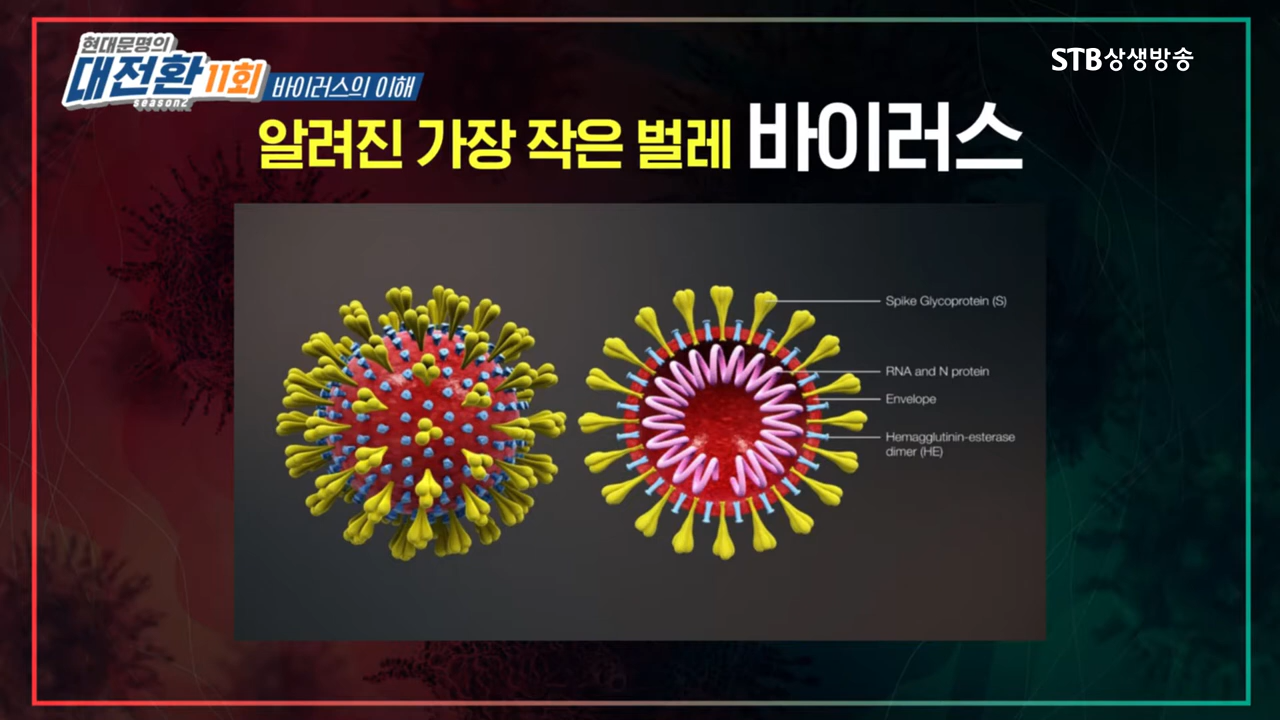 현대문명의
대전환 11회
season2
바이러스의 이해
STB상생방송
알려진 가장 작은 벌레 바이러스
Spike Glycoprotein (S)
RNA and N protein
Envelope
Hemagglutinin-esterase
dimer (HE)